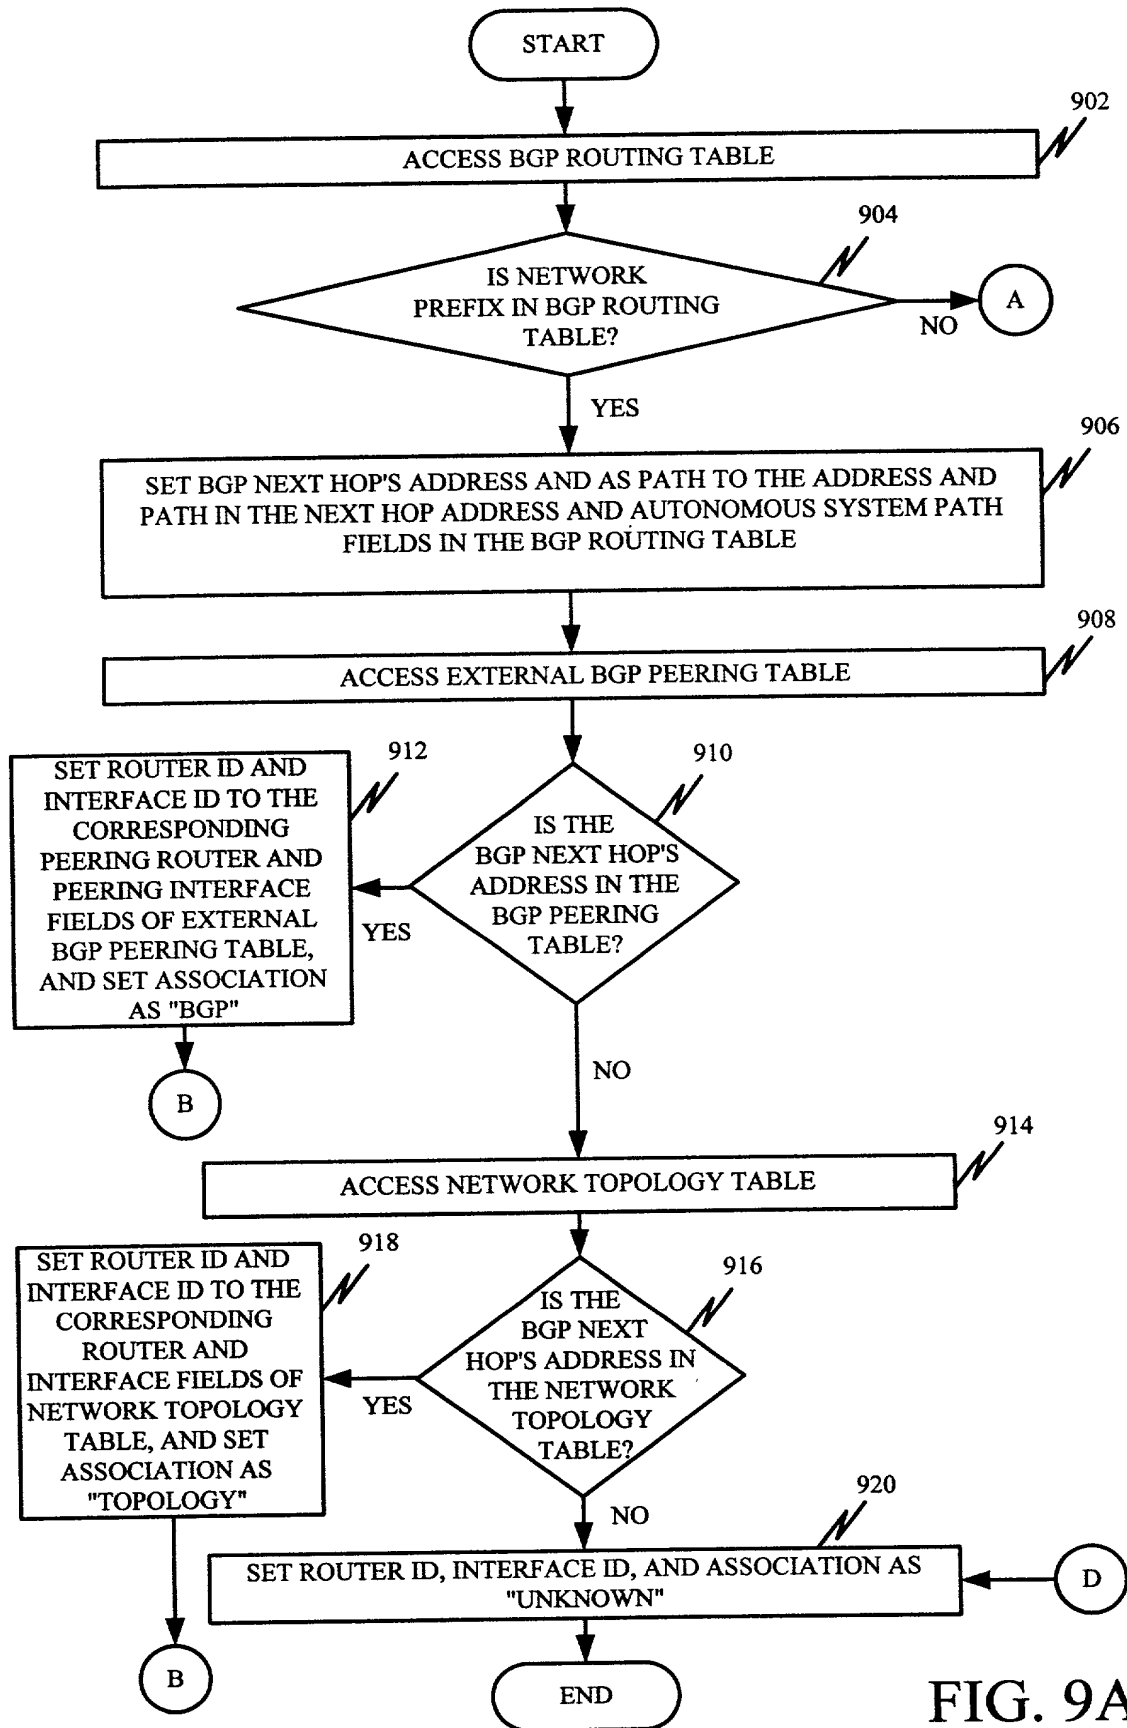 START
902
ACCESS BGP ROUTING TABLE
904
IS NETWORK
PREFIX IN BGP ROUTING
TABLE?
NO
A
YES
906
SET BGP NEXT HOP'S ADDRESS AND AS PATH TO THE ADDRESS AND
PATH IN THE NEXT HOP ADDRESS AND AUTONOMOUS SYSTEM PATH
FIELDS IN THE BGP ROUTING TABLE
908
ACCESS EXTERNAL BGP PEERING TABLE
912
SET ROUTER ID AND
INTERFACE ID TO THE
CORRESPONDING
PEERING ROUTER AND
PEERING INTERFACE
FIELDS OF EXTERNAL
BGP PEERING TABLE,
AND SET ASSOCIATION
AS "BGP"
910
IS THE
BGP NEXT HOP'S
ADDRESS IN THE
BGP PEERING
TABLE?
YES
B
NO
914
ACCESS NETWORK TOPOLOGY TABLE
918
SET ROUTER ID AND
INTERFACE ID TO THE
CORRESPONDING
ROUTER AND
INTERFACE FIELDS OF
NETWORK TOPOLOGY
TABLE, AND SET
ASSOCIATION AS
"TOPOLOGY"
916
IS THE
BGP NEXT
HOP'S ADDRESS IN
THE NETWORK
TOPOLOGY
TABLE?
YES
NO
920
SET ROUTER ID, INTERFACE ID, AND ASSOCIATION AS
"UNKNOWN"
D
B
END
FIG. 9A